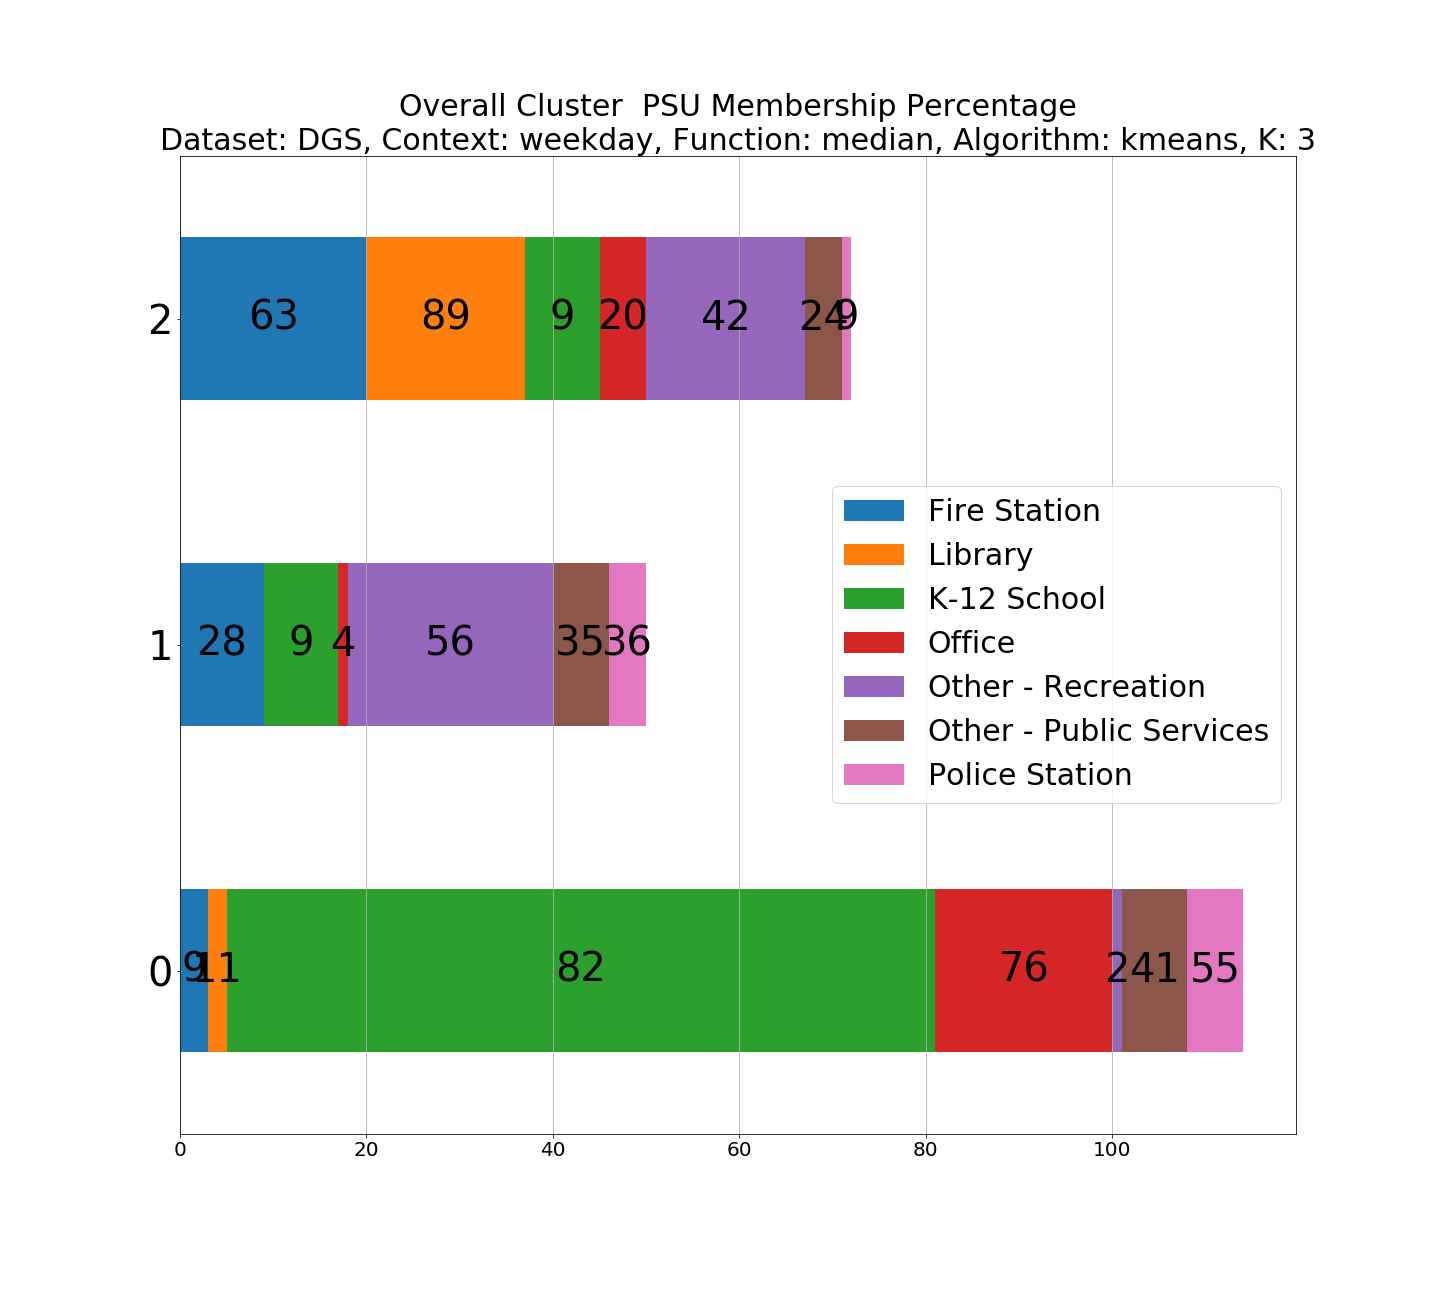 Overall Cluster  PSU Membership Percentage
Dataset: DGS, Context: weekday, Function: median, Algorithm: kmeans, K: 3
2
63 89 9 20 42 24 9
1
28 9 4 56 35 36
Fire Station
Library
K-12 School
Office
Other - Recreation
Other - Public Services
Police Station
0
9 11 82 76 2 41 55
0 20 40 60 80 100